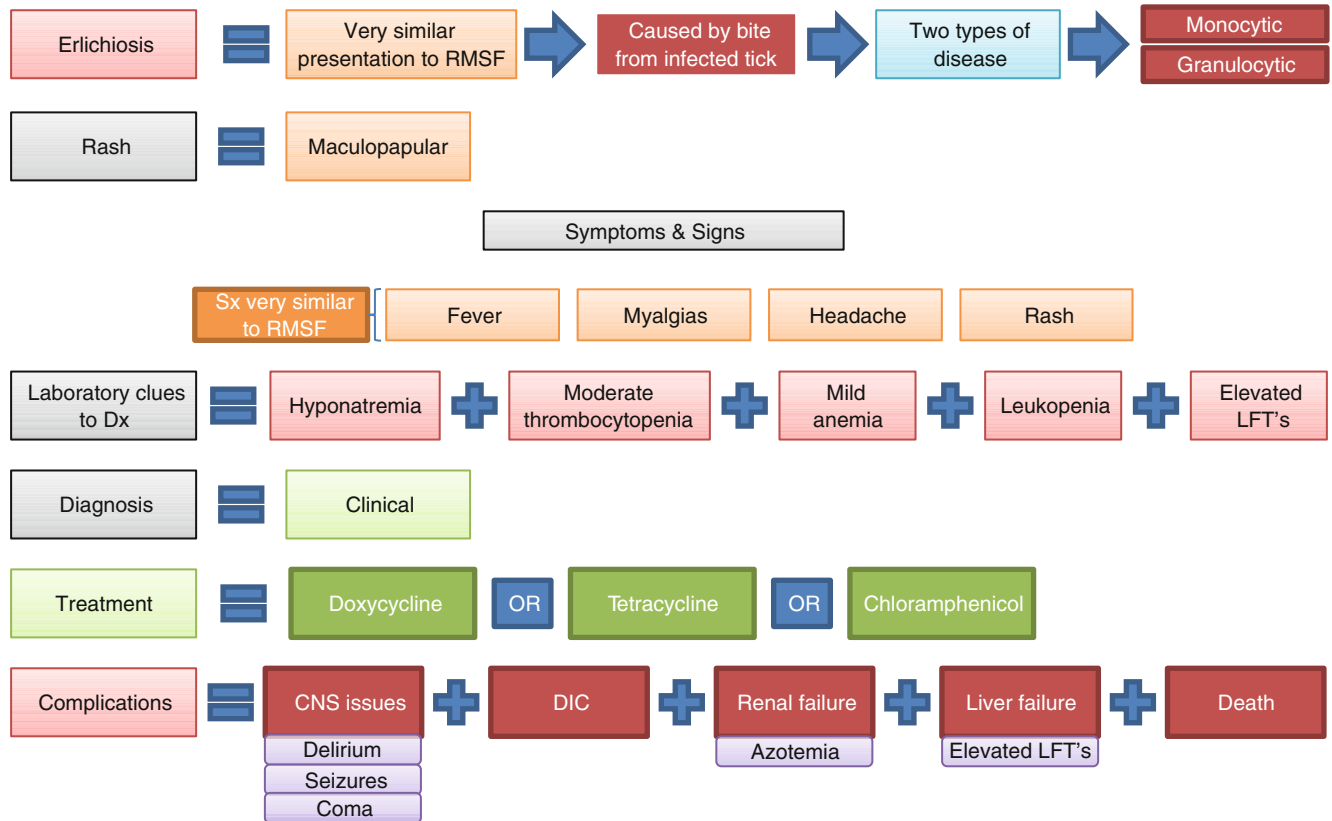 Erlichiosis
Very similar
presentation to RMSF
Caused by bite
from infected tick
Two types of
disease
Monocytic
Granulocytic
Rash
Maculopapular
Symptoms & Signs
Sx very similar
to RMSF
Fever
Myalgias
Headache
Rash
Laboratory clues
to Dx
Hyponatremia
Moderate
thrombocytopenia
Mild
anemia
Leukopenia
Elevated
LFT's
Diagnosis
Clinical
Treatment
Doxycycline
OR
Tetracycline
OR
Chloramphenicol
Complications
CNS issues
Delirium
Seizures
Coma
DIC
Renal failure
Azotemia
Liver failure
Elevated LFT's
Death